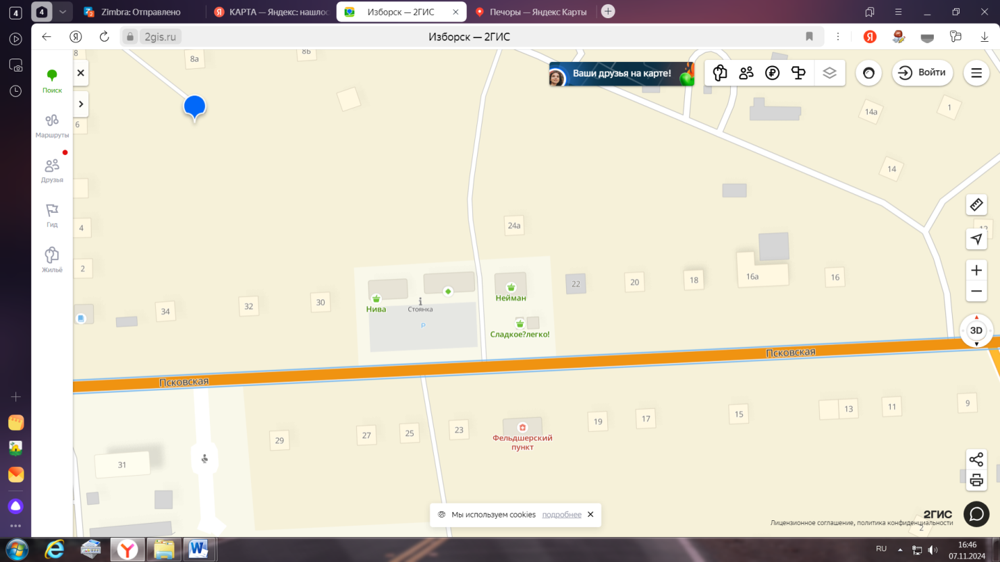 4
4
Zimbra: Отправлено
КАРТА — Яндекс: нашлос
Изборск — 2ГИС
Печоры — Яндекс Карты
2gis.ru
Изборск — 2ГИС
8
8а
8Б
Поиск
Ваши друзья на карте!
Войти
14а
1
Маршруты
6
14
Друзья
Гид
4
24а
12
Жильё
2
16а
16
18
20
22
Нейман
30
32
34
Нива
Стоянка
P
Сладкое?легко!
3D
Псковская
Псковская
9
11
13
15
17
19
23
25
27
29
Фельдшерский
пункт
31
Мы используем cookies подробнее
2ГИС
Лицензионное соглашение, политика конфиденциальности
2
RU
16:46
07.11.2024